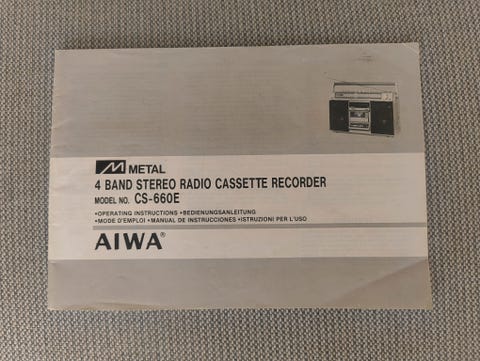 METAL
4 BAND STEREO RADIO CASSETTE RECORDER
MODEL NO. CS-660E
•OPERATING INSTRUCTIONS •BEDIENUNGSANLEITUNG
•MODE D'EMPLOI •MANUAL DE INSTRUCCIONES •ISTRUZIONI PER L'USO
AIWA®